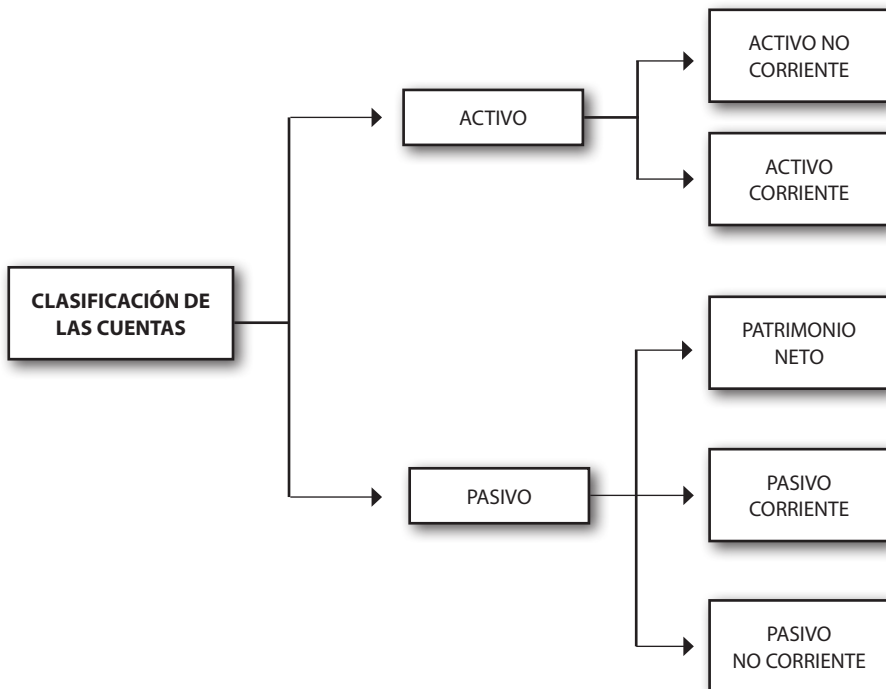 ACTIVO NO
CORRIENTE
ACTIVO
ACTIVO
CORRIENTE
CLASIFICACIÓN DE
LAS CUENTAS
PATRIMONIO
NETO
PASIVO
PASIVO
CORRIENTE
PASIVO
NO CORRIENTE